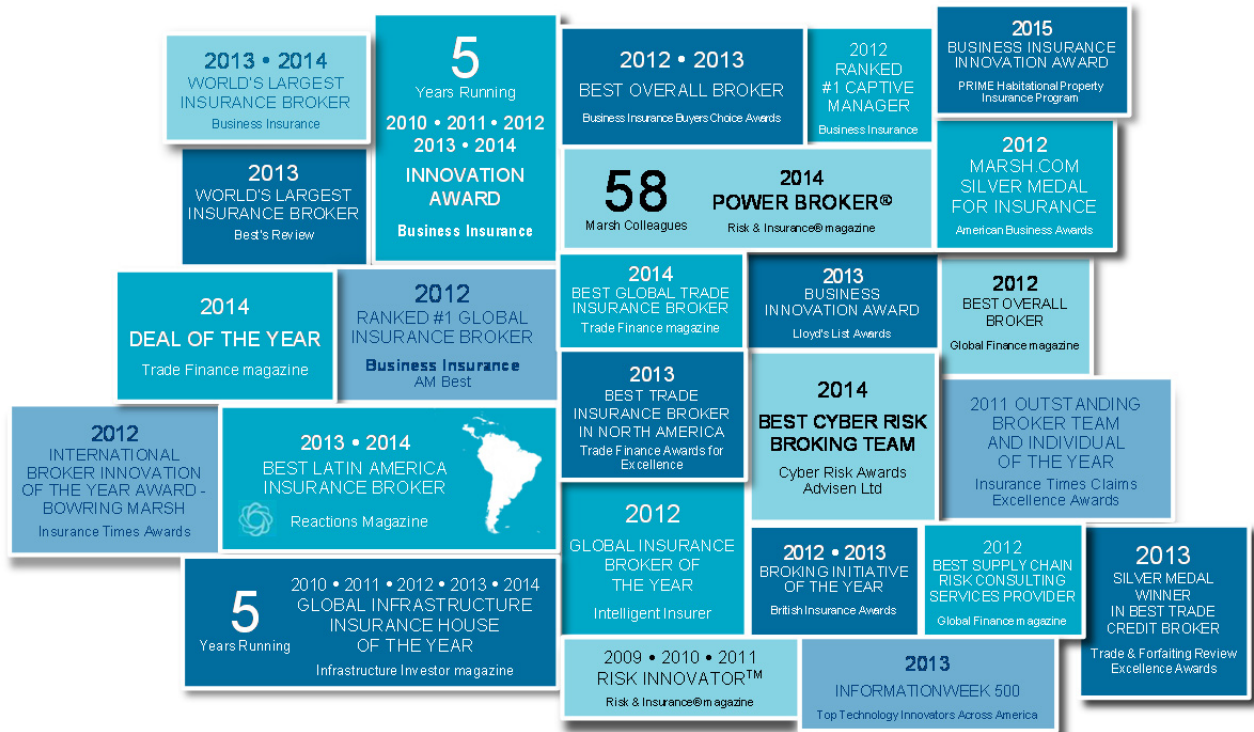 2013 • 2014
WORLD'S LARGEST
INSURANCE BROKER
Business Insurance
5
Years Running
2010 • 2011 • 2012
2013 • 2014
INNOVATION
AWARD
Business Insurance
2012 • 2013
BEST OVERALL BROKER
Business Insurance Buyers Choice Awards
2012
RANKED
#1 CAPTIVE
MANAGER
Business Insurance
2015
BUSINESS INSURANCE
INNOVATION AWARD
PRIME Habitational Property
Insurance Program
2013
WORLD'S LARGEST
INSURANCE BROKER
Best's Review
58
Marsh Colleagues
2014
POWER BROKER®
Risk & Insurance® magazine
2012
MARSH.COM
SILVER MEDAL
FOR INSURANCE
American Business Awards
2014
DEAL OF THE YEAR
Trade Finance magazine
2012
RANKED #1 GLOBAL
INSURANCE BROKER
Business Insurance
AM Best
2014
BEST GLOBAL TRADE
INSURANCE BROKER
Trade Finance magazine
2013
BUSINESS
INNOVATION AWARD
Lloyd's List Awards
2012
BEST OVERALL
BROKER
Global Finance magazine
2013
BEST TRADE
INSURANCE BROKER
IN NORTH AMERICA
Trade Finance Awards for
Excellence
2014
BEST CYBER RISK
BROKING TEAM
Cyber Risk Awards
Advisen Ltd
2011 OUTSTANDING
BROKER TEAM
AND INDIVIDUAL
OF THE YEAR
Insurance Times Claims
Excellence Awards
2012
INTERNATIONAL
BROKER INNOVATION
OF THE YEAR AWARD -
BOWRING MARSH
Insurance Times Awards
2013 • 2014
BEST LATIN AMERICA
INSURANCE BROKER
Reactions Magazine
2012
GLOBAL INSURANCE
BROKER OF
THE YEAR
Intelligent Insurer
2012 • 2013
BROKING INITIATIVE
OF THE YEAR
British Insurance Awards
2012
BEST SUPPLY CHAIN
RISK CONSULTING
SERVICES PROVIDER
Global Finance magazine
2013
SILVER MEDAL
WINNER
IN BEST TRADE
CREDIT BROKER
Trade & Forfaiting Review
Excellence Awards
5
Years Running
2010 • 2011 • 2012 • 2013 • 2014
GLOBAL INFRASTRUCTURE
INSURANCE HOUSE
OF THE YEAR
Infrastructure Investor magazine
2009 • 2010 • 2011
RISK INNOVATOR™
Risk & Insurance® magazine
2013
INFORMATIONWEEK 500
Top Technology Innovators Across America